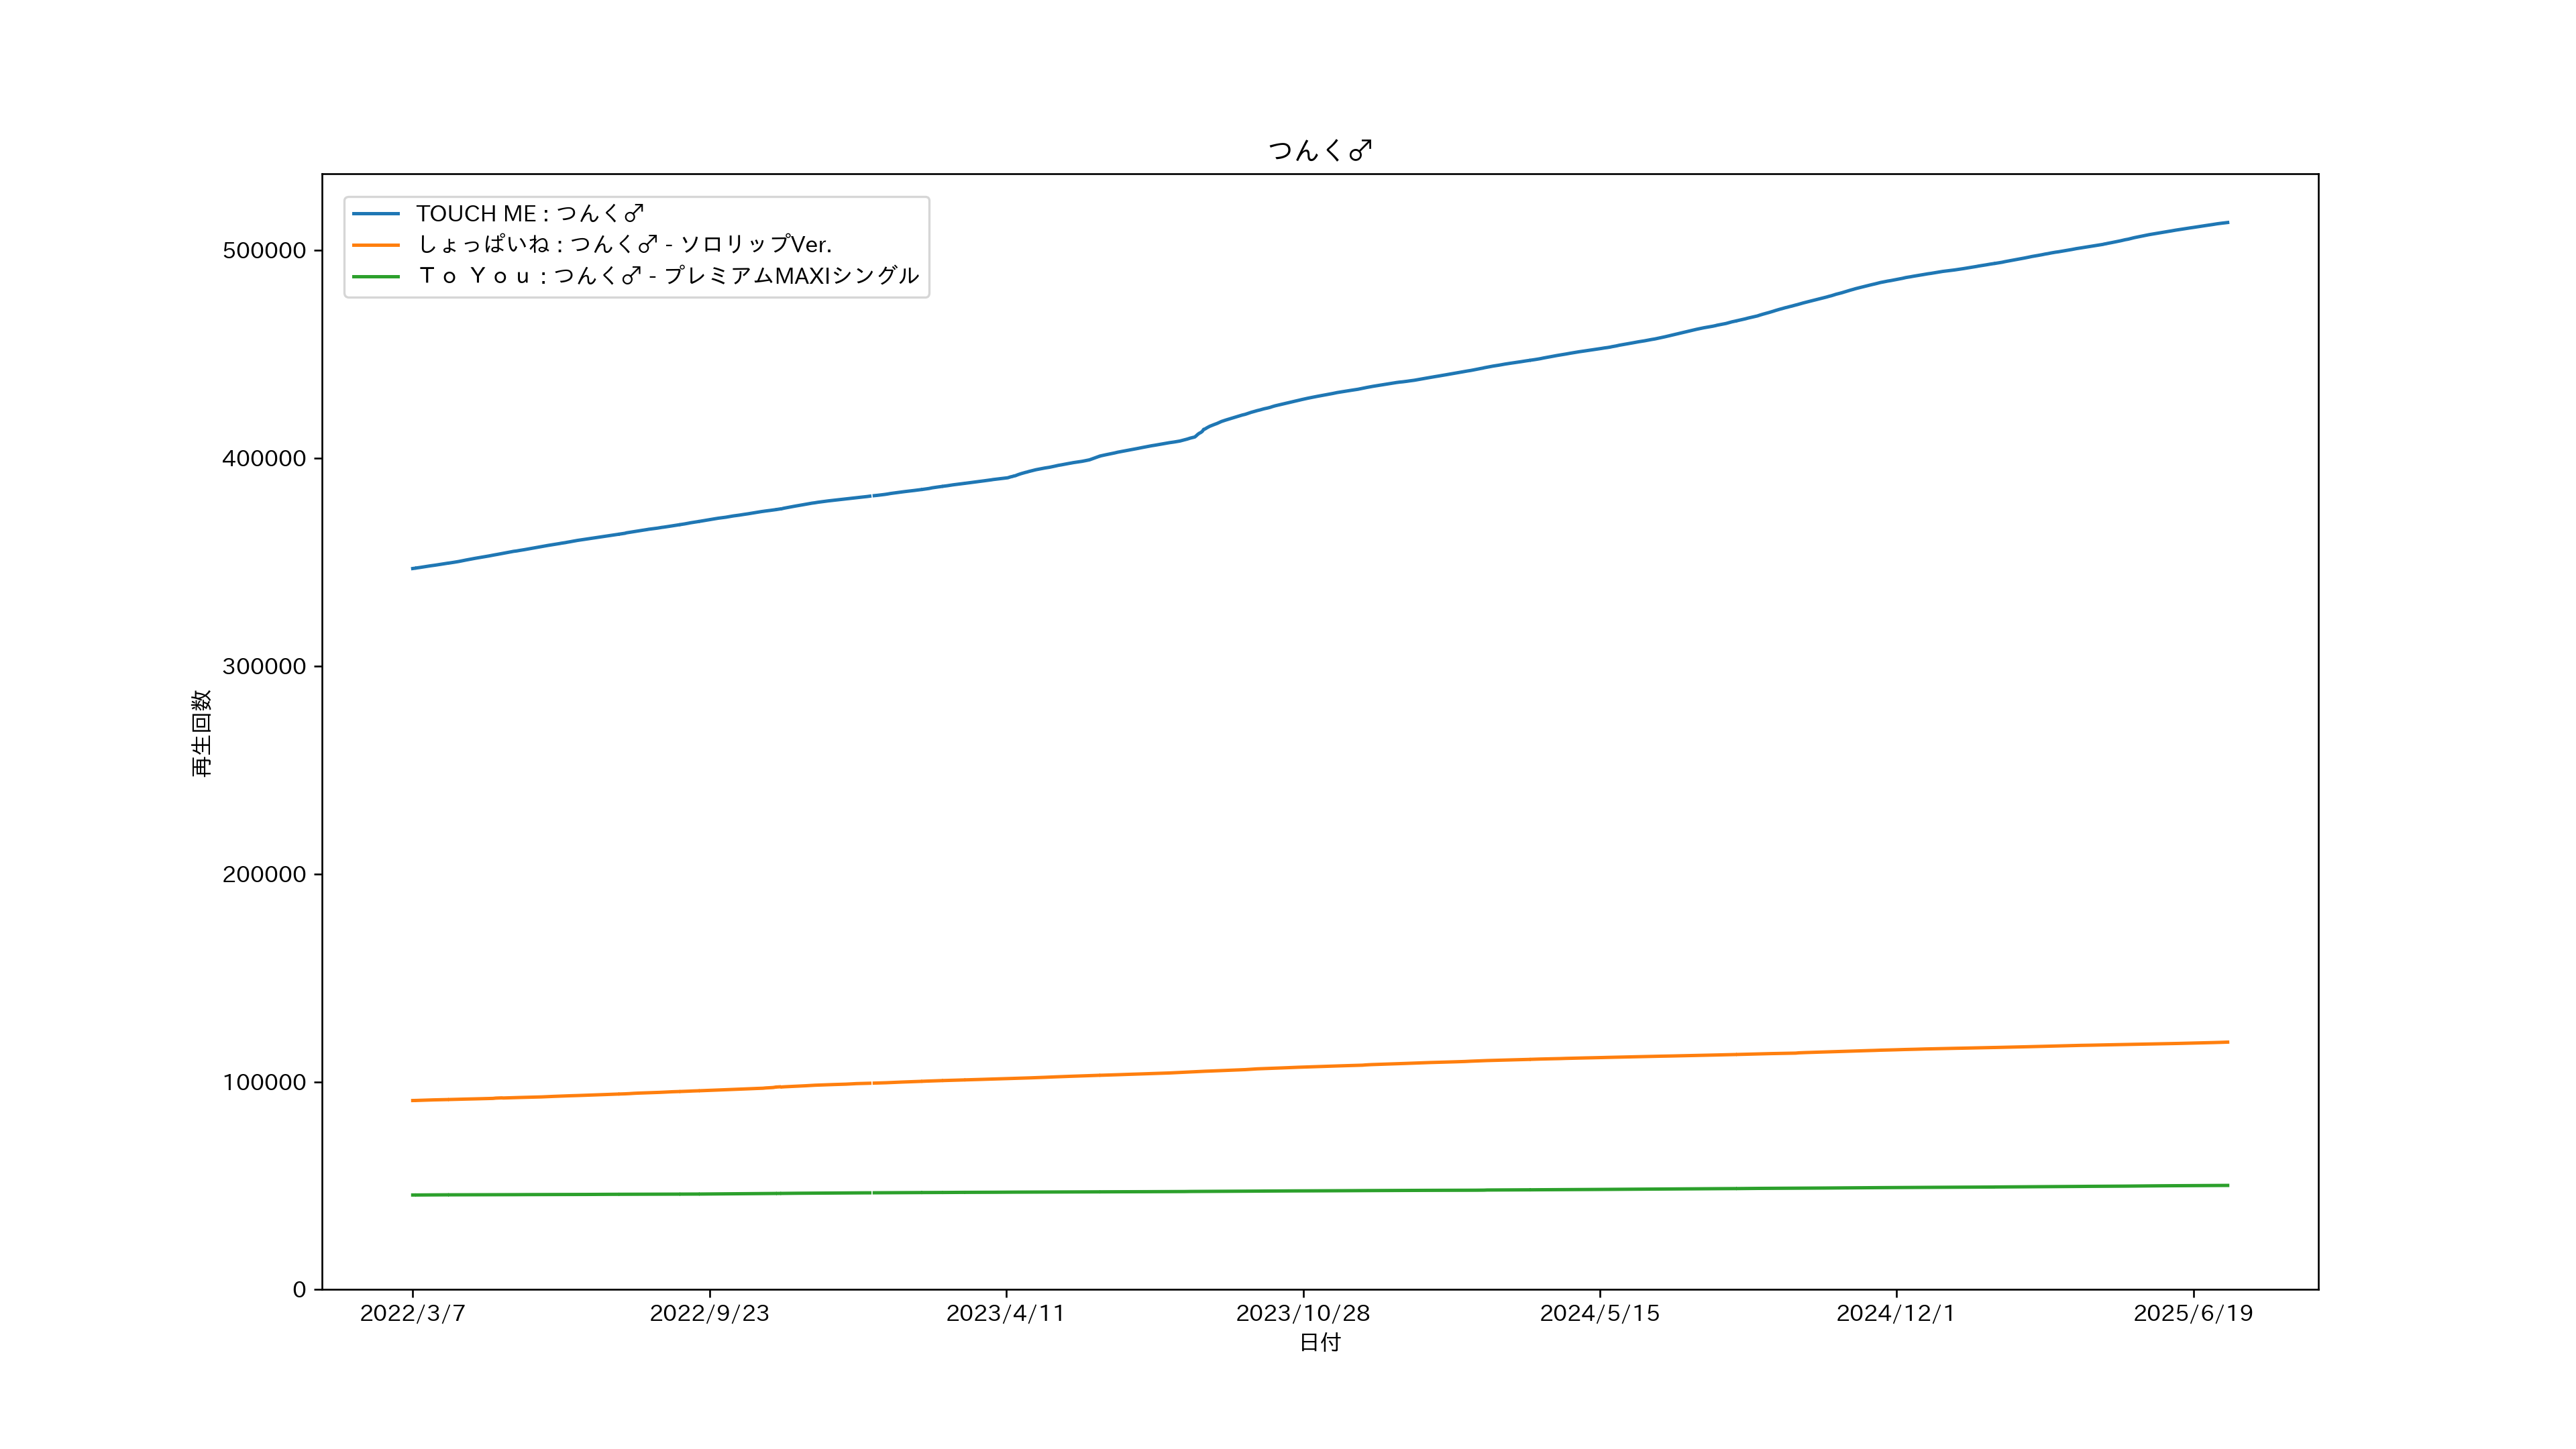 つんく♂
TOUCH ME : つんく♂
しょっぱいね : つんく♂ - ソロリップVer.
Ｔｏ Ｙｏｕ : つんく♂ - プレミアムMAXIシングル
500000
400000
300000
200000
100000
0
再生回数
2022/3/7 2022/9/23 2023/4/11 2023/10/28 2024/5/15 2024/12/1 2025/6/19
日付